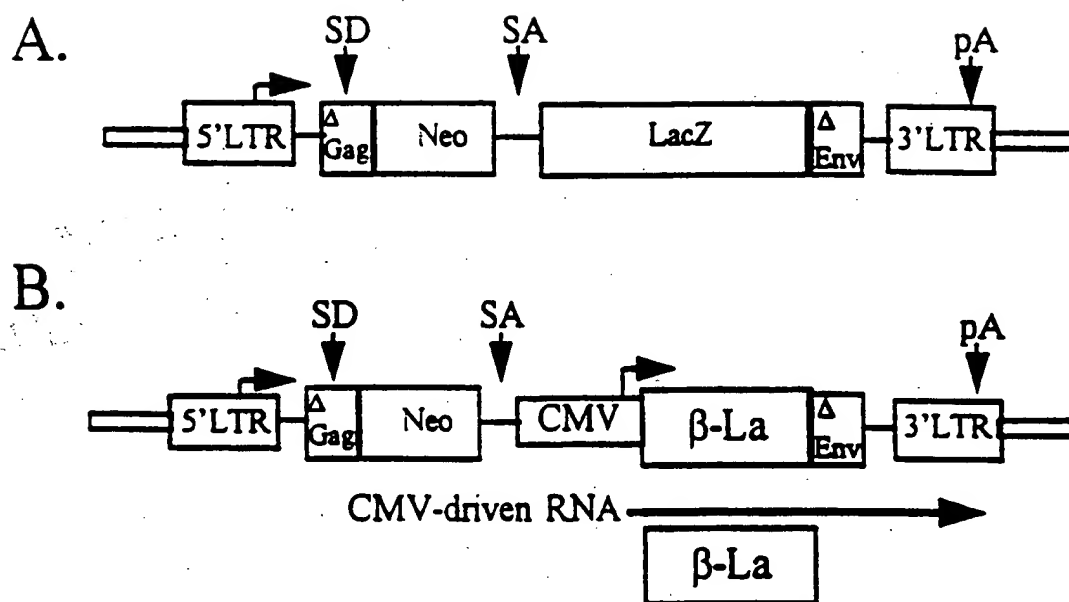 A.
SD SA pA
5'LTR Δ Gag Neo LacZ Δ Env 3'LTR
B.
SD SA pA
5'LTR Δ Gag Neo CMV β-La Δ Env 3'LTR
CMV-driven RNA
β-La